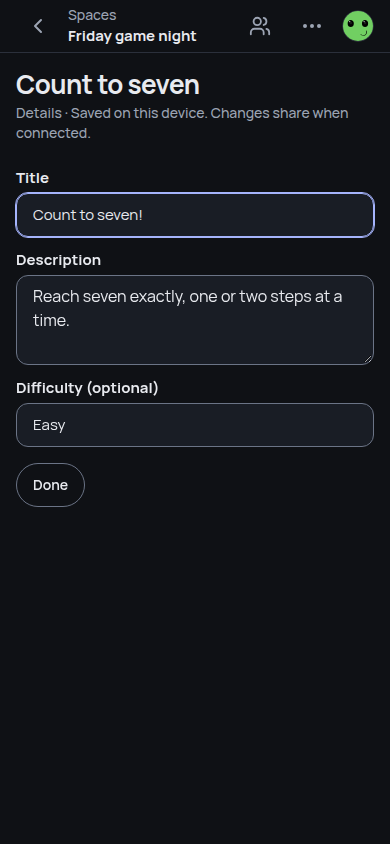 Spaces
Friday game night
Count to seven
Details · Saved on this device. Changes share when
connected.
Title
Count to seven!
Description
Reach seven exactly, one or two steps at a
time.
Difficulty (optional)
Easy
Done